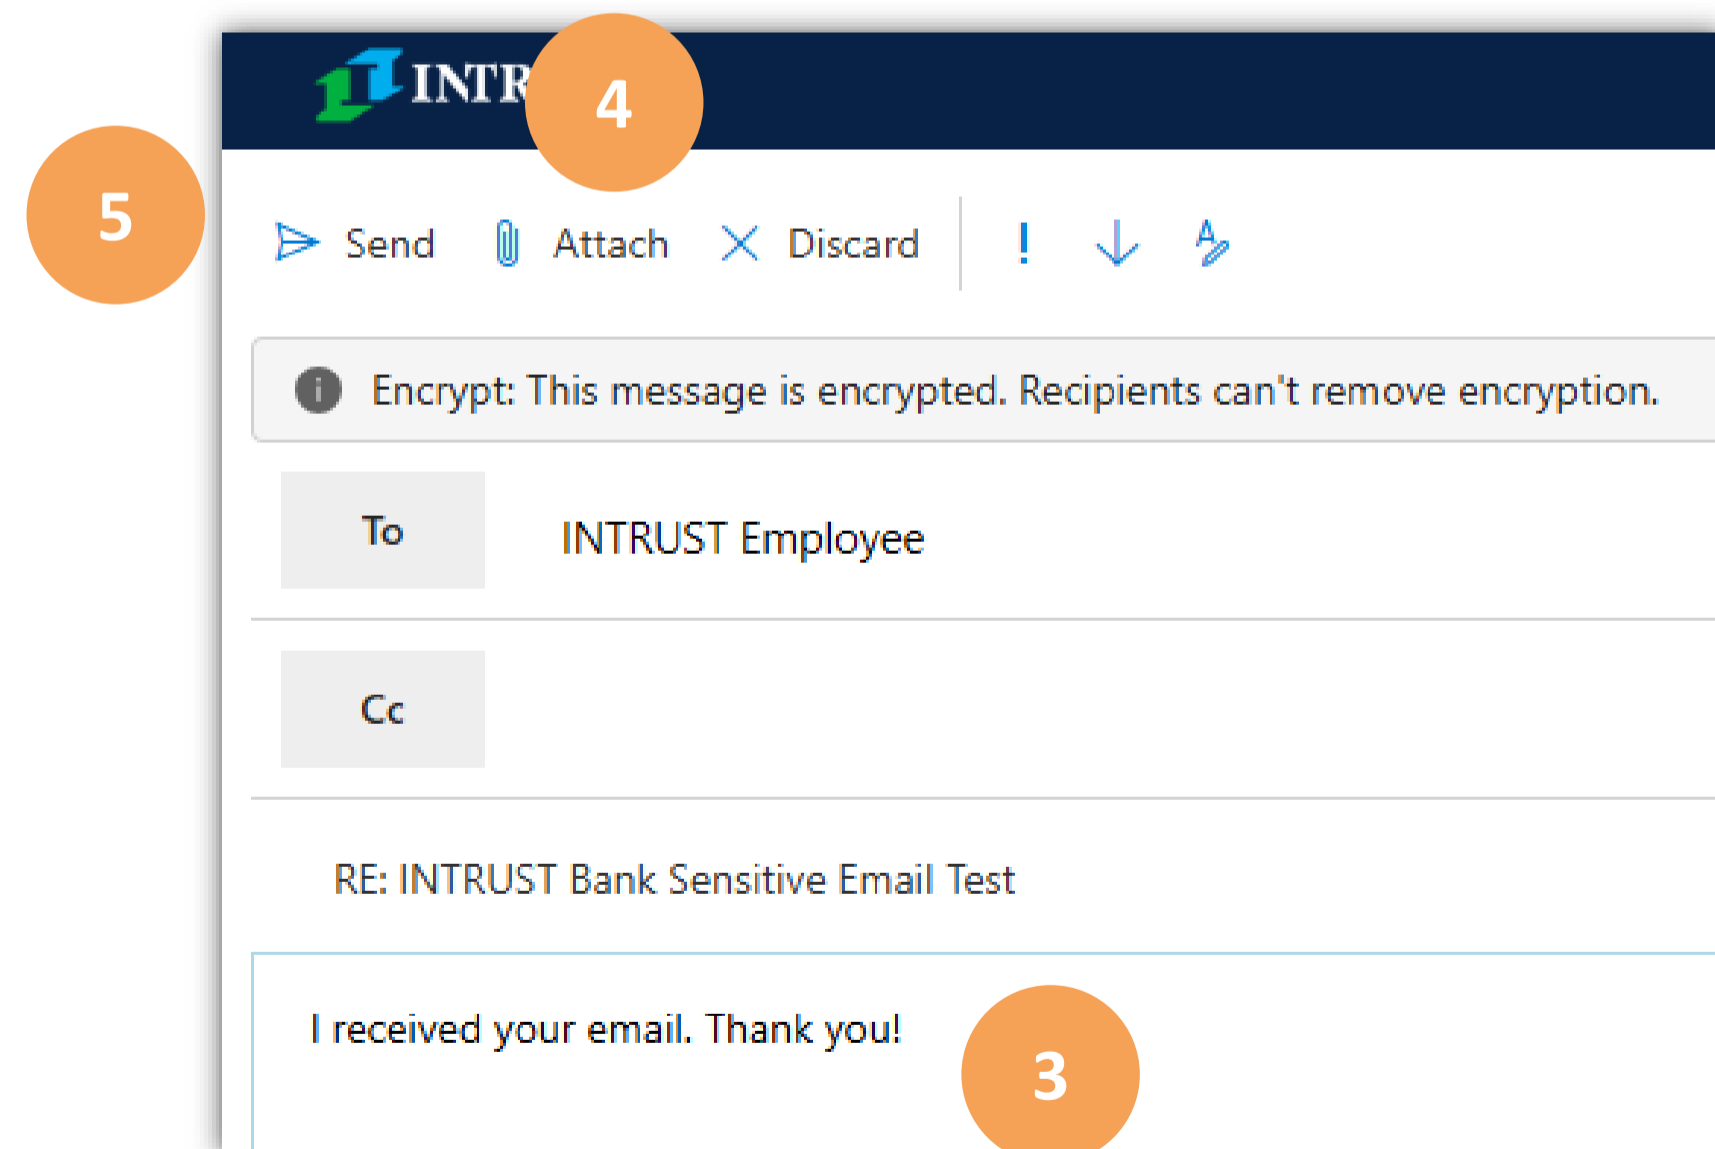 INTR
4
5
Send Attach Discard !
Encrypt: This message is encrypted. Recipients can't remove encryption.
To INTRUST Employee
Cc
RE: INTRUST Bank Sensitive Email Test
I received your email. Thank you!
3